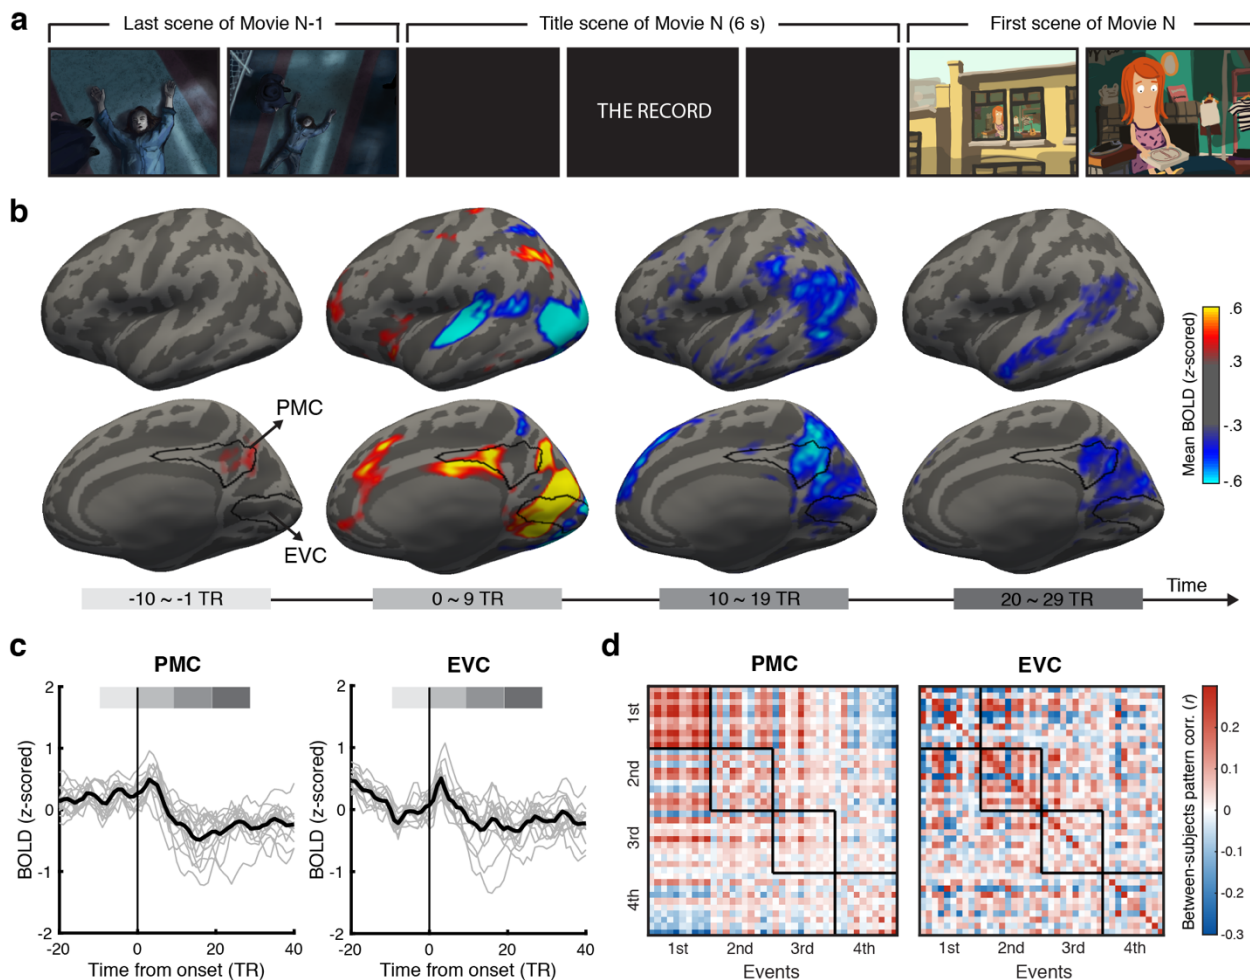 a
Last scene of Movie N-1
Title scene of Movie N (6 s)
First scene of Movie N
THE RECORD
b
PMC
EVC
.6
.3
-.3
-.6
Mean BOLD (z-scored)
-10 ~ -1 TR
0 ~ 9 TR
10 ~ 19 TR
20 ~ 29 TR
Time
c
PMC
EVC
BOLD (z-scored)
2
1
0
-1
-2
-20
0
20
40
Time from onset (TR)
BOLD (z-scored)
2
1
0
-1
-2
-20
0
20
40
Time from onset (TR)
d
PMC
EVC
1st
2nd
3rd
4th
1st
2nd
3rd
4th
Events
1st
2nd
3rd
4th
Events
0.2
0.1
0
-0.1
-0.2
-0.3
Between-subjects pattern corr. (r)